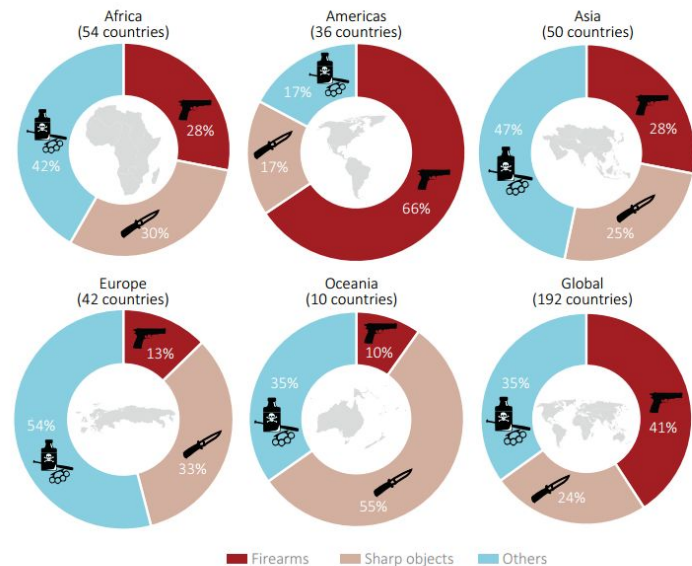 Africa
(54 countries)
28%
30%
42%
Americas
(36 countries)
17%
17%
66%
Asia
(50 countries)
28%
47%
25%
Europe
(42 countries)
13%
54%
33%
Oceania
(10 countries)
10%
35%
55%
Global
(192 countries)
35%
41%
24%
Firearms
Sharp objects
Others